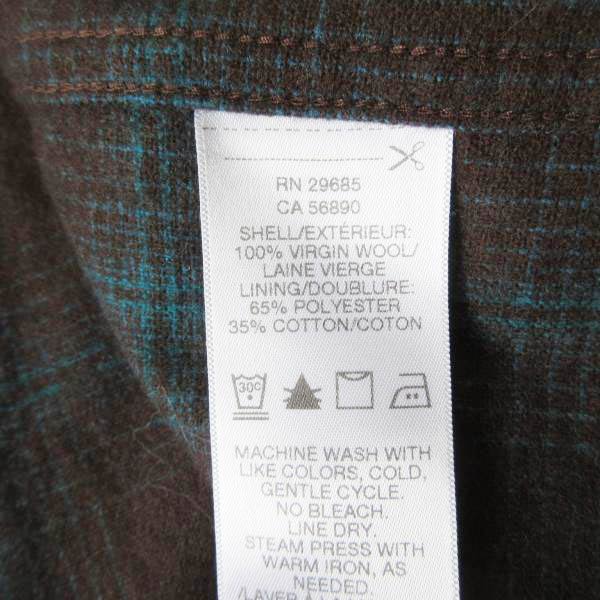 RN 29685
CA 56890
SHELL/EXTÉRIEUR:
100% VIRGIN WOOL/
LAINE VIERGE
LINING/DOUBLURE:
65% POLYESTER
35% COTTON/COTON
30C
MACHINE WASH WITH
LIKE COLORS, COLD,
GENTLE CYCLE.
NO BLEACH.
LINE DRY.
STEAM PRESS WITH
WARM IRON, AS
NEEDED.